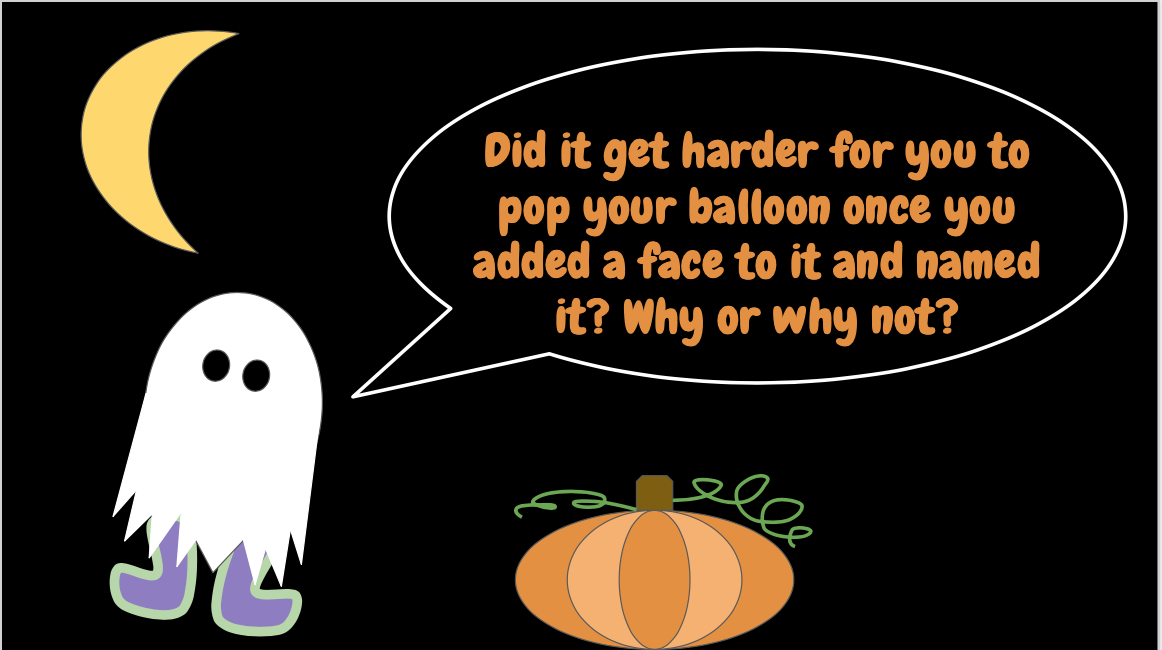 Did it get harder for you to
pop your balloon once you
added a face to it and named
it? Why or why not?